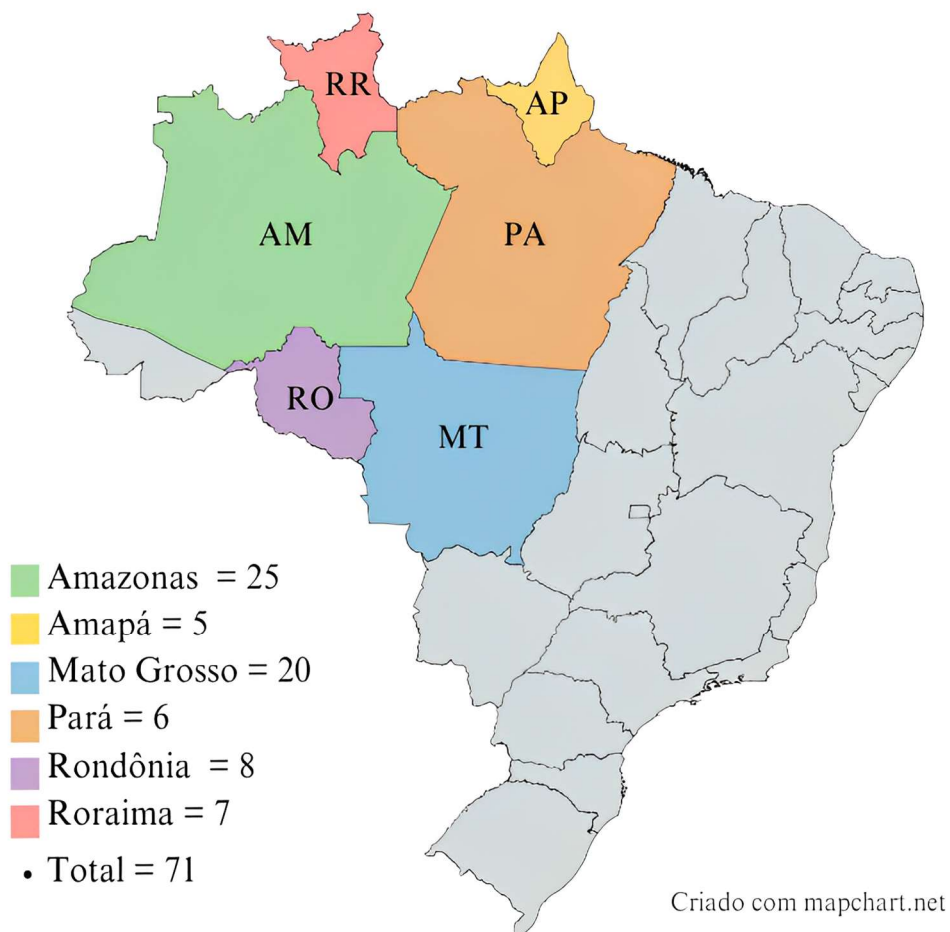 RR
AP
AM
PA
RO
MT
Amazonas = 25
Amapá = 5
Mato Grosso = 20
Pará = 6
Rondônia = 8
Roraima = 7
• Total = 71
Criado com mapchart.net